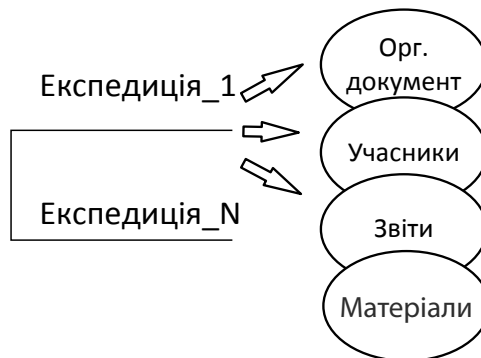 Орг.
документ
Експедиція_1
Учасники
Експедиція_N
Звіти
Матеріали